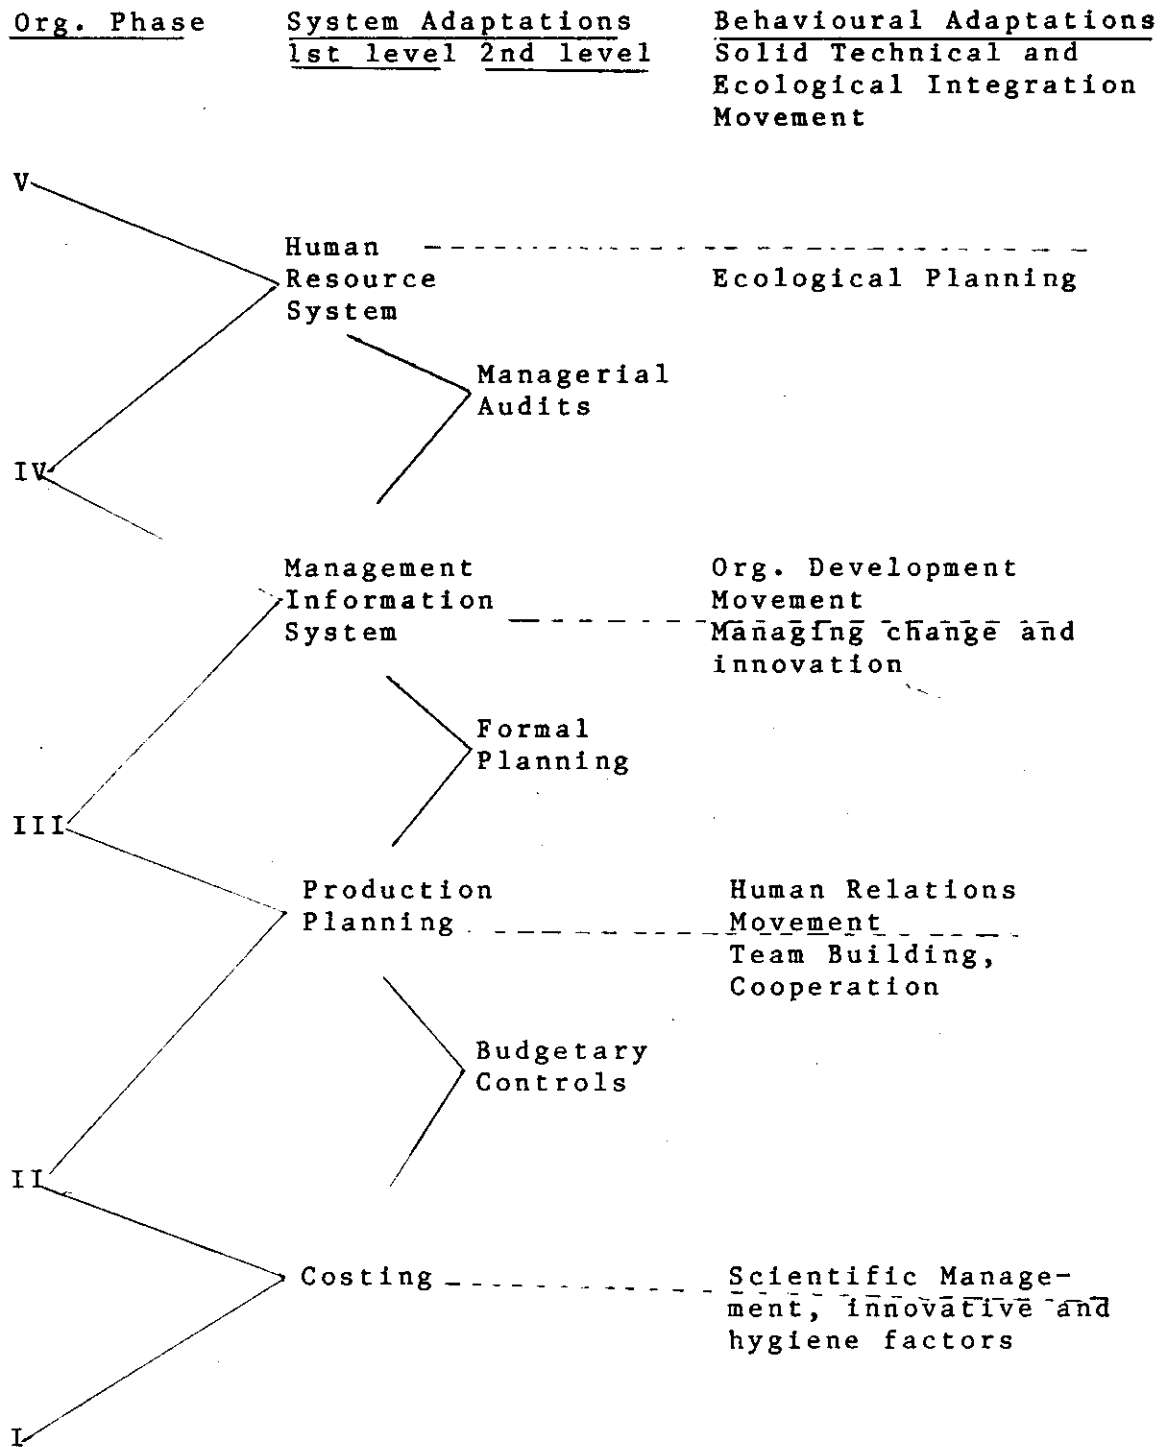 Org. Phase System Adaptations Behavioural Adaptations
1st level 2nd level Solid Technical and
Ecological Integration
Movement
V
Human
Resource Ecological Planning
System
Managerial
Audits
IV
Management Org. Development
Information Movement
System Managing change and
innovation
Formal
Planning
III
Production Human Relations
Planning Movement
Team Building,
Cooperation
Budgetary
Controls
II
Costing Scientific Manage-
ment, innovative and
hygiene factors
I